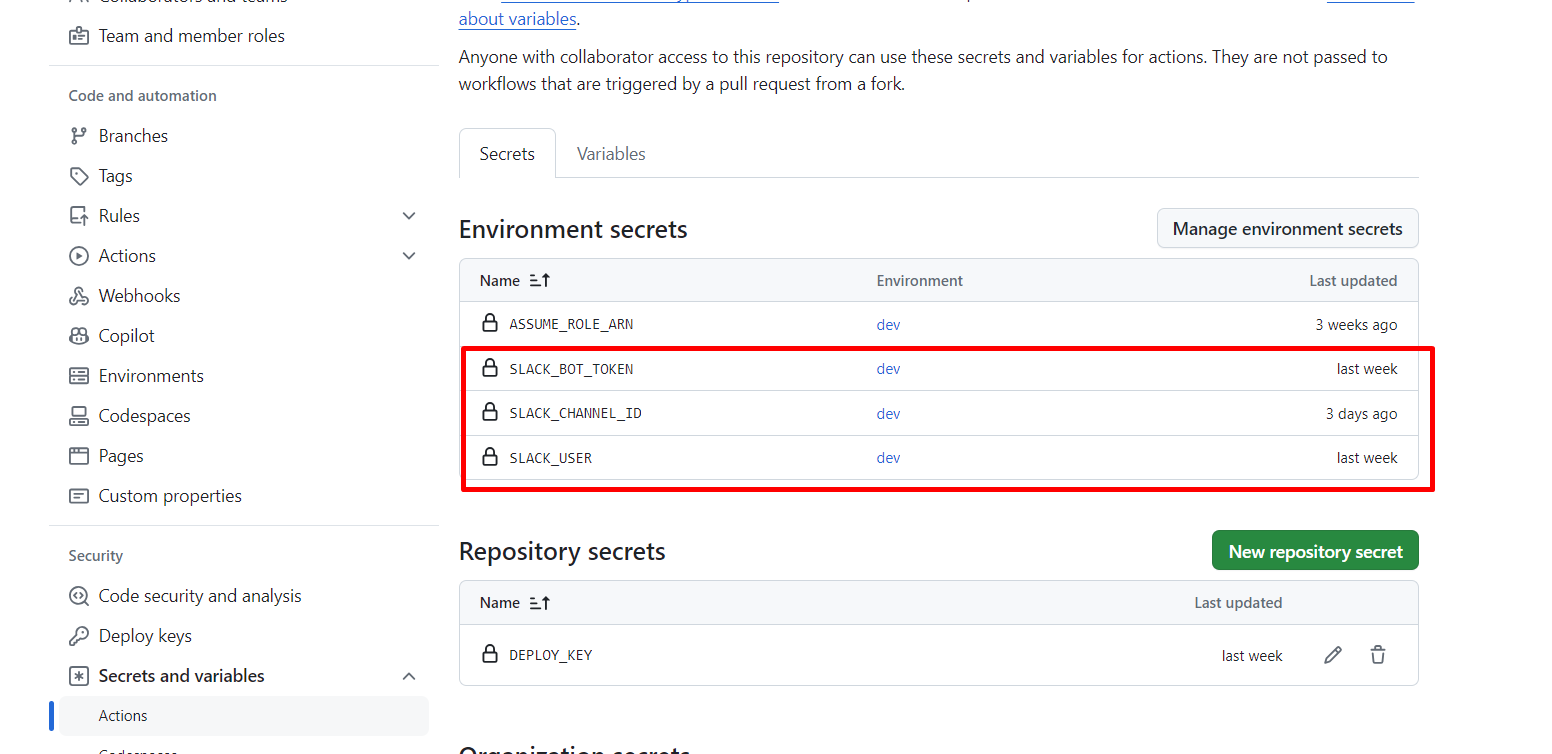 Team and member roles
Code and automation
Branches
Tags
Rules
Actions
Webhooks
Copilot
Environments
Codespaces
Pages
Custom properties
Security
Code security and analysis
Deploy keys
Secrets and variables
Actions
about variables.
Anyone with collaborator access to this repository can use these secrets and variables for actions. They are not passed to
workflows that are triggered by a pull request from a fork.
Secrets Variables
Environment secrets
Manage environment secrets
Name Environment Last updated
ASSUME_ROLE_ARN dev 3 weeks ago
SLACK_BOT_TOKEN dev last week
SLACK_CHANNEL_ID dev 3 days ago
SLACK_USER dev last week
Repository secrets
New repository secret
Name Last updated
DEPLOY_KEY last week
Organization secrets